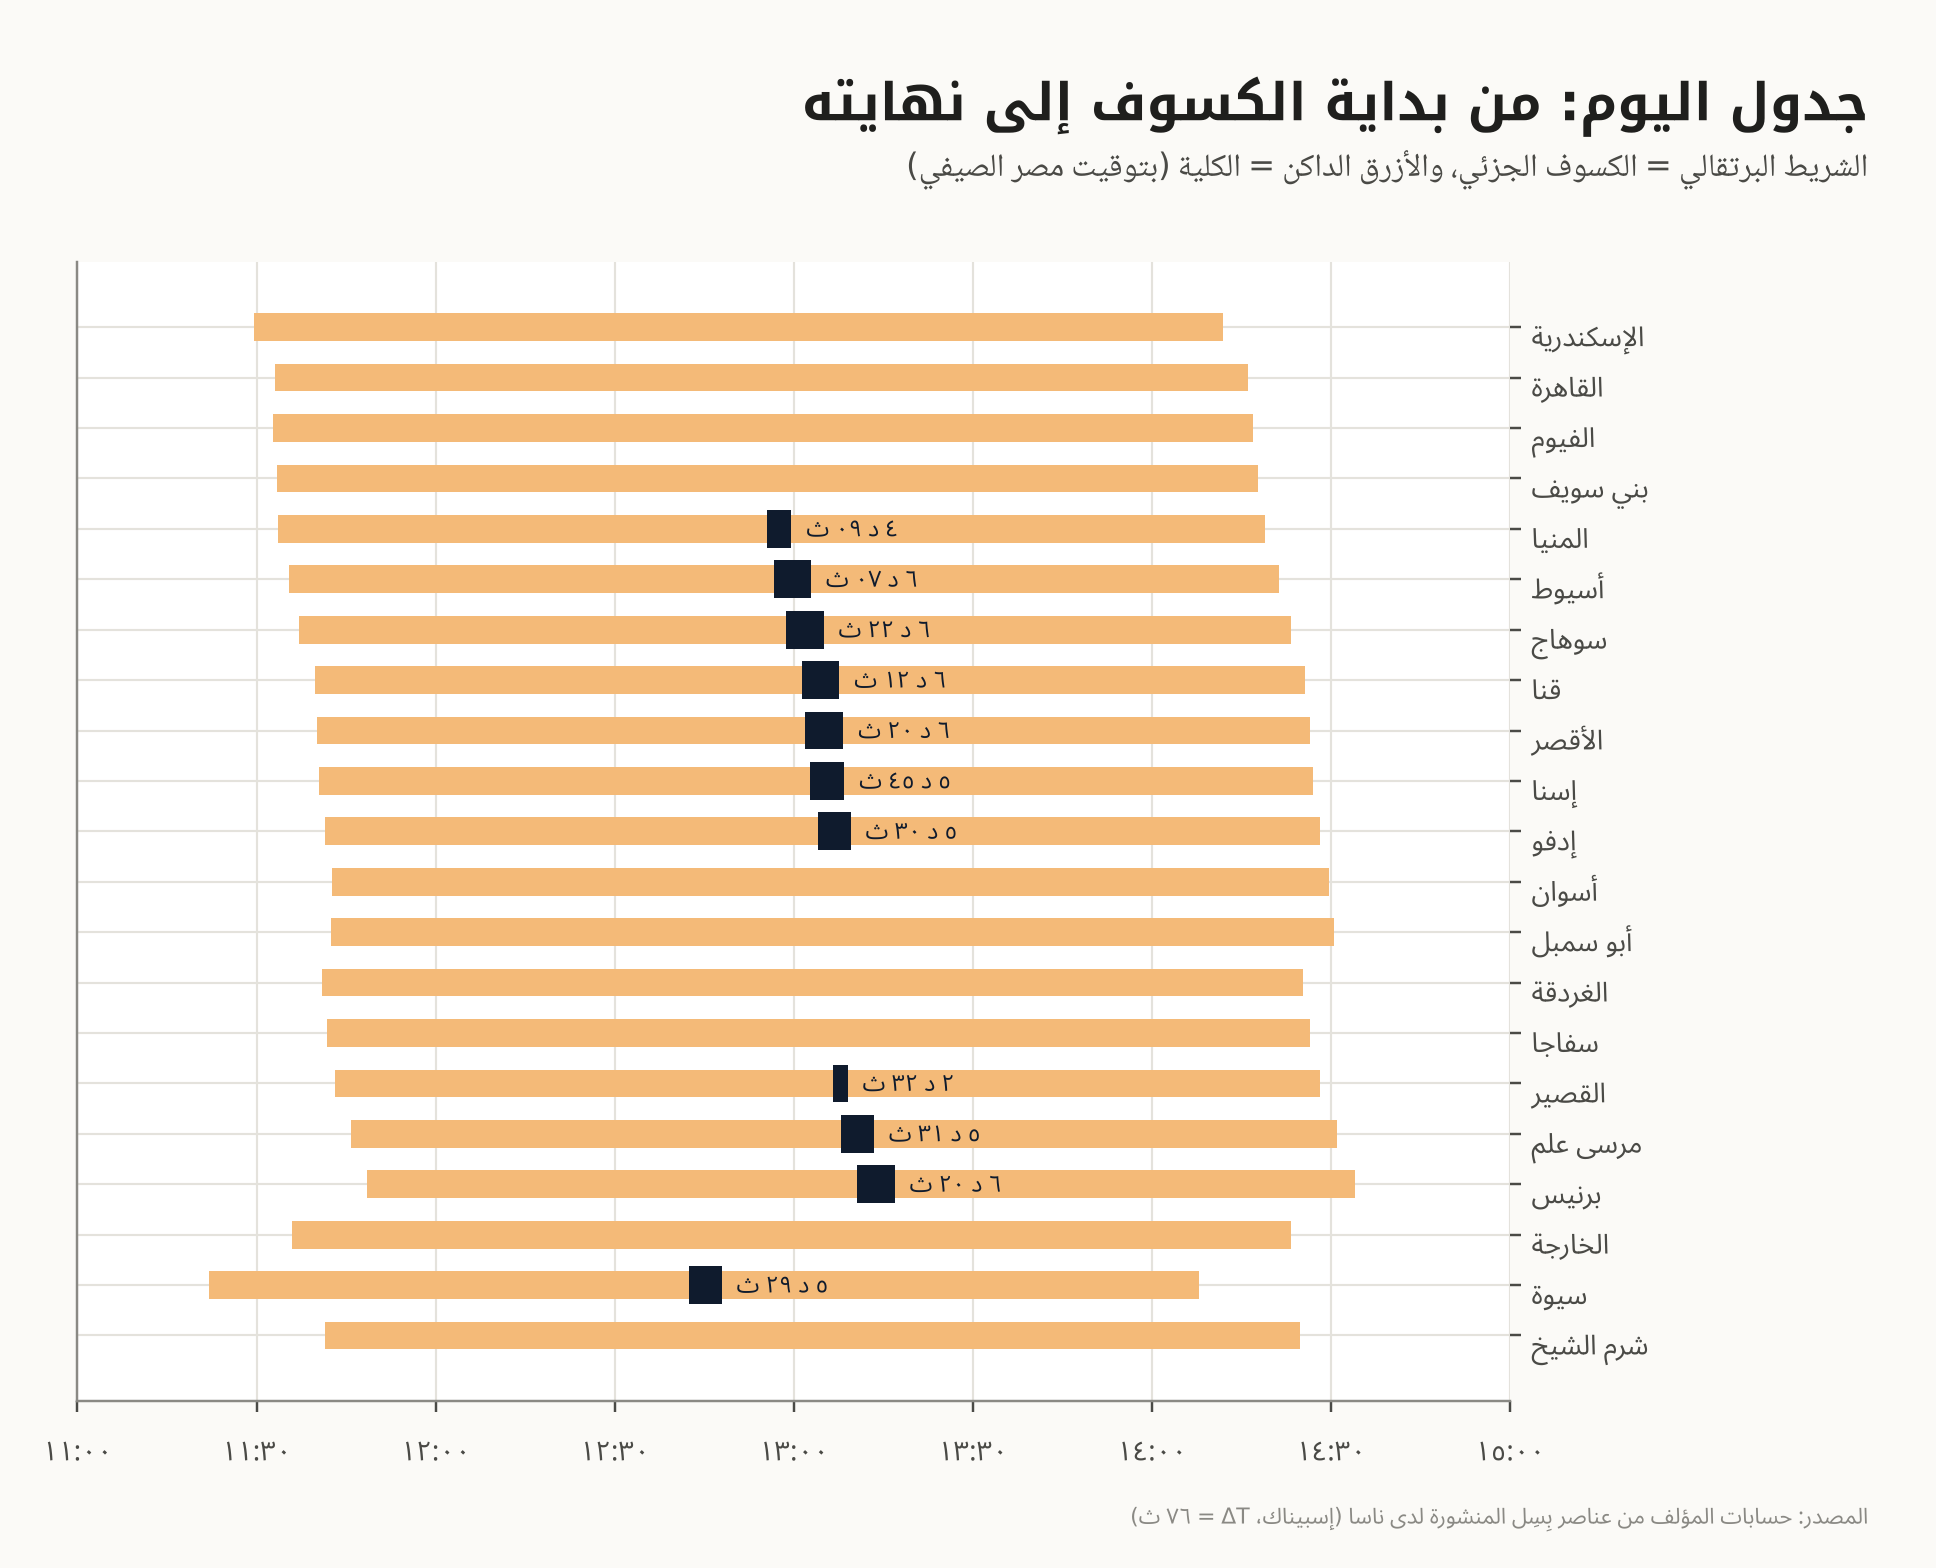 جدول اليوم: من بداية الكسوف إلى نهايته
الشريط البرتقالي = الكسوف الجزئي، والأزرق الداكن = الكلية (بتوقيت مصر الصيفي)
الإسكندرية
القاهرة
الفيوم
بني سويف
المنيا
٤ د ٠٩ ث
أسيوط
٦ د ٠٧ ث
سوهاج
٦ د ٢٢ ث
قنا
٦ د ١٢ ث
الأقصر
٦ د ٢٠ ث
إسنا
٥ د ٤٥ ث
إدفو
٥ د ٣٠ ث
أسوان
أبو سمبل
الغردقة
سفاجا
القصير
٢ د ٣٢ ث
مرسى علم
٥ د ٣١ ث
برنيس
٦ د ٢٠ ث
الخارجة
سيوة
٥ د ٢٩ ث
شرم الشيخ
١١:٠٠
١١:٣٠
١٢:٠٠
١٢:٣٠
١٣:٠٠
١٣:٣٠
١٤:٠٠
١٤:٣٠
١٥:٠٠
المصدر: حسابات المؤلف من عناصر بِسِل المنشورة لدى ناسا (إسبيناك، ΔT = ٧٦ ث)